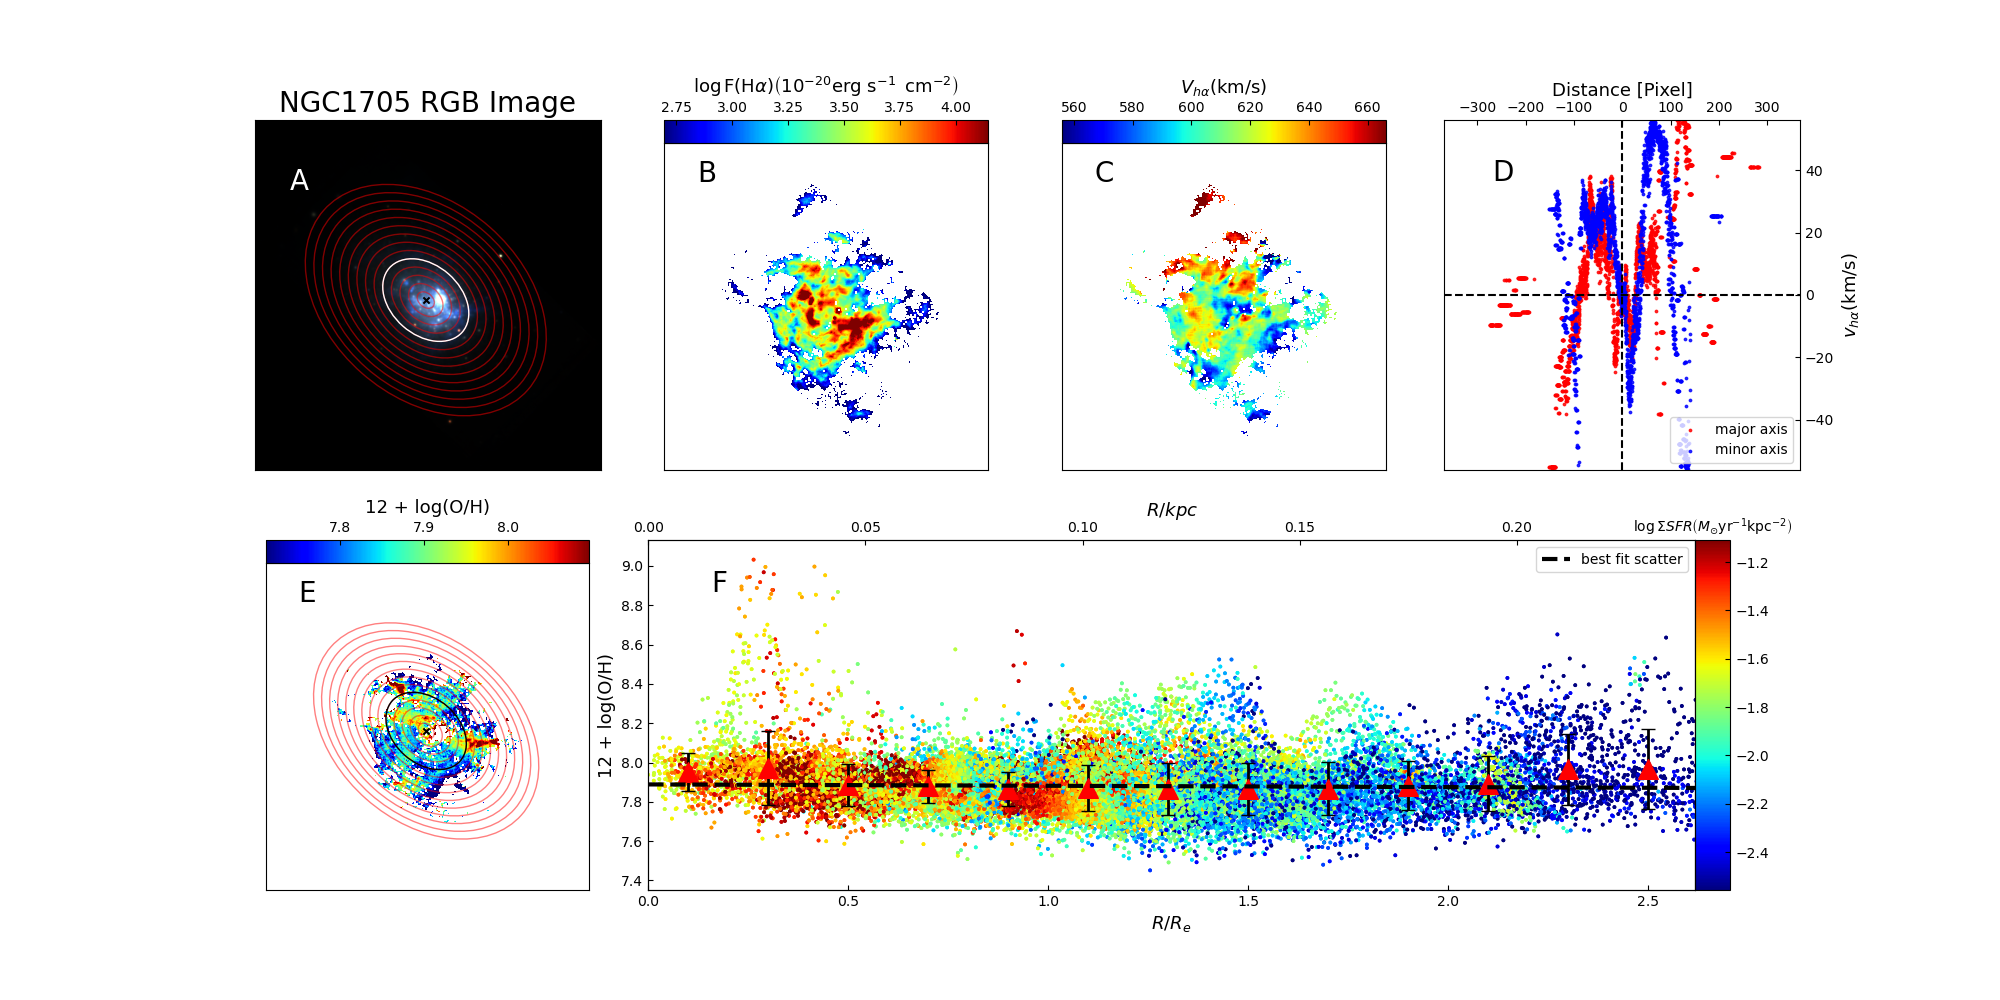 NGC1705 RGB Image
A
log F(Hα)(10⁻²⁰erg s⁻¹ cm⁻²)
2.75 3.00 3.25 3.50 3.75 4.00
B
V_{hα}(km/s)
560 580 600 620 640 660
C
Distance [Pixel]
−300 −200 −100 0 100 200 300
D
40
20
0
−20
−40
v_{hα}(km/s)
major axis
minor axis
12 + log(O/H)
7.8 7.9 8.0
E
R/kpc
0.00 0.05 0.10 0.15 0.20
log ΣSFR(M_⊙yr⁻¹kpc⁻²)
F
best fit scatter
12 + log(O/H)
9.0
8.8
8.6
8.4
8.2
8.0
7.8
7.6
7.4
0.0 0.5 1.0 1.5 2.0 2.5
R/R_e
−1.2
−1.4
−1.6
−1.8
−2.0
−2.2
−2.4